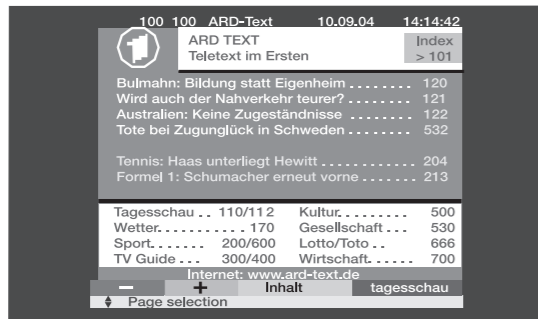 100 100 ARD-Text 10.09.04 14:14:42
1
ARD TEXT Index
Teletext im Ersten > 101
Bulmahn: Bildung statt Eigenheim . . . . . . . . 120
Wird auch der Nahverkehr teurer? . . . . . . . . 121
Australien: Keine Zugeständnisse . . . . . . . . 122
Tote bei Zugunglück in Schweden . . . . . . . . 532
Tennis: Haas unterliegt Hewitt . . . . . . . . . . . . 204
Formel 1: Schumacher erneut vorne . . . . . . . 213
Tagesschau . . 110/112 Kultur. . . . . . . . . 500
Wetter. . . . . . . . . . . 170 Gesellschaft . . . 530
Sport. . . . . . . 200/600 Lotto/Toto . . 666
TV Guide . . . 300/400 Wirtschaft. . . . . . 700
Internet: www.ard-text.de
− + Inhalt tagesschau
Page selection